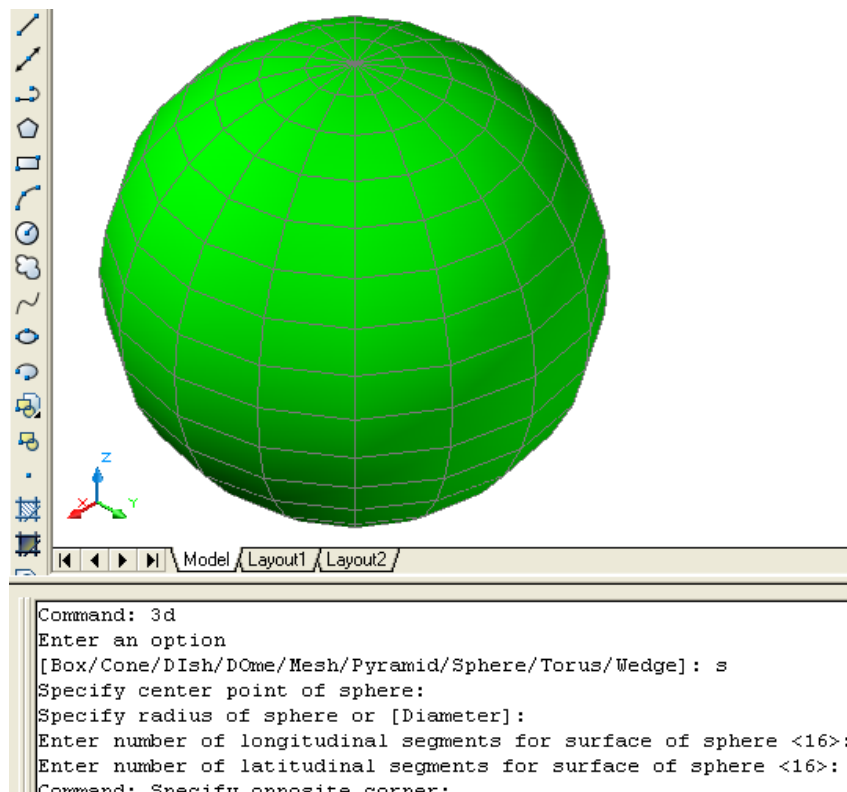 Z
X
Y
Model Layout1 Layout2
Command: 3d
Enter an option
[Box/Cone/DIsh/DOme/Mesh/Pyramid/Sphere/Torus/Wedge]: s
Specify center point of sphere:
Specify radius of sphere or [Diameter]:
Enter number of longitudinal segments for surface of sphere <16>:
Enter number of latitudinal segments for surface of sphere <16>:
Command: Specify opposite corner: